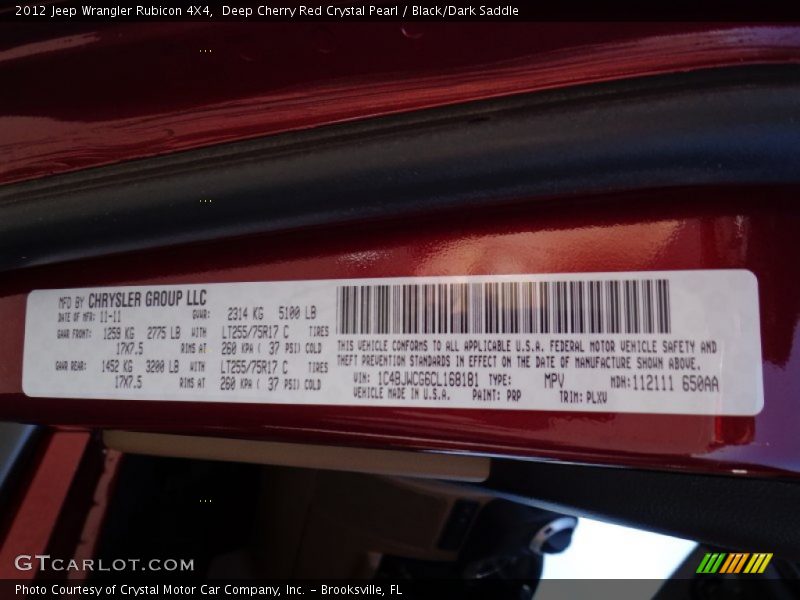 2012 Jeep Wrangler Rubicon 4X4,  Deep Cherry Red Crystal Pearl / Black/Dark Saddle
MFD BY CHRYSLER GROUP LLC
DATE OF MFR: 11-11 GVWR: 2314 KG 5100 LB
GAWR FRONT: 1259 KG 2775 LB WITH LT255/75R17 C TIRES
17X7.5 RIMS AT 260 KPA ( 37 PSI) COLD
GAWR REAR: 1452 KG 3200 LB WITH LT255/75R17 C TIRES
17X7.5 RIMS AT 260 KPA ( 37 PSI) COLD
THIS VEHICLE CONFORMS TO ALL APPLICABLE U.S.A. FEDERAL MOTOR VEHICLE SAFETY AND
THEFT PREVENTION STANDARDS IN EFFECT ON THE DATE OF MANUFACTURE SHOWN ABOVE.
VIN: 1C4BJWCG6CL168181 TYPE: MPV MDH: 112111 650AA
VEHICLE MADE IN U.S.A. PAINT: PRP TRIM: PLXV
GTCARLOT.COM
Photo Courtesy of Crystal Motor Car Company, Inc. – Brooksville, FL